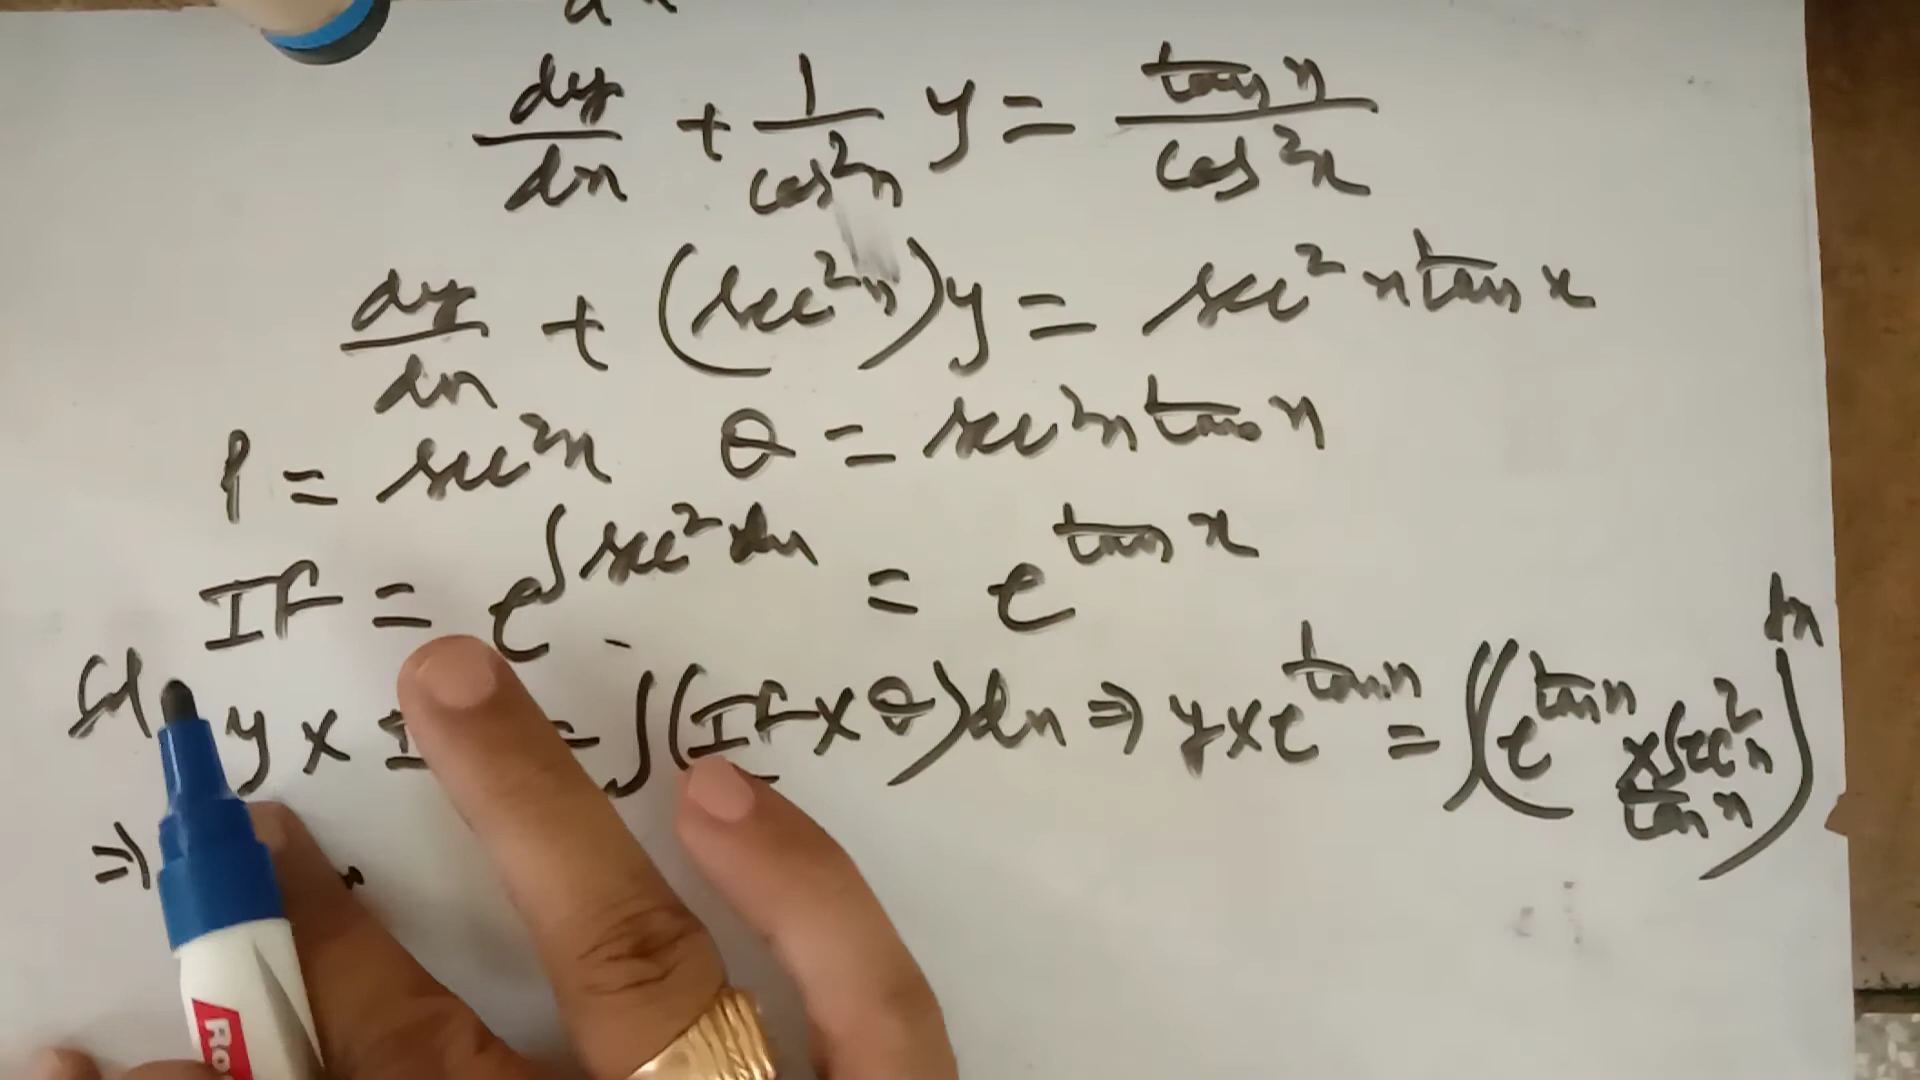 dy/dx + 1/cos²x y = tan x/cos²x
dy/dx + (sec²x)y = sec²x tan x
P = sec²x Q = sec²x tan x
IF = e^∫sec²x dx = e^tan x
Sol y × I = ∫(IF × Q)dx ⇒ y × e^tan x = ∫(e^tan x × sec²x tan x) dx
⇒